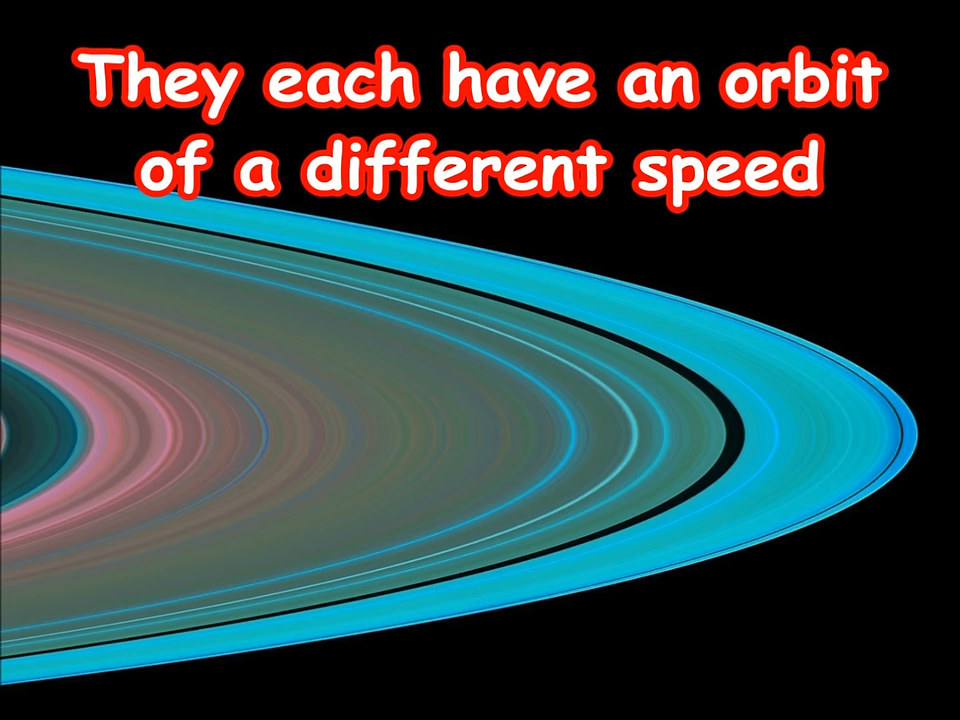 They each have an orbit
of a different speed